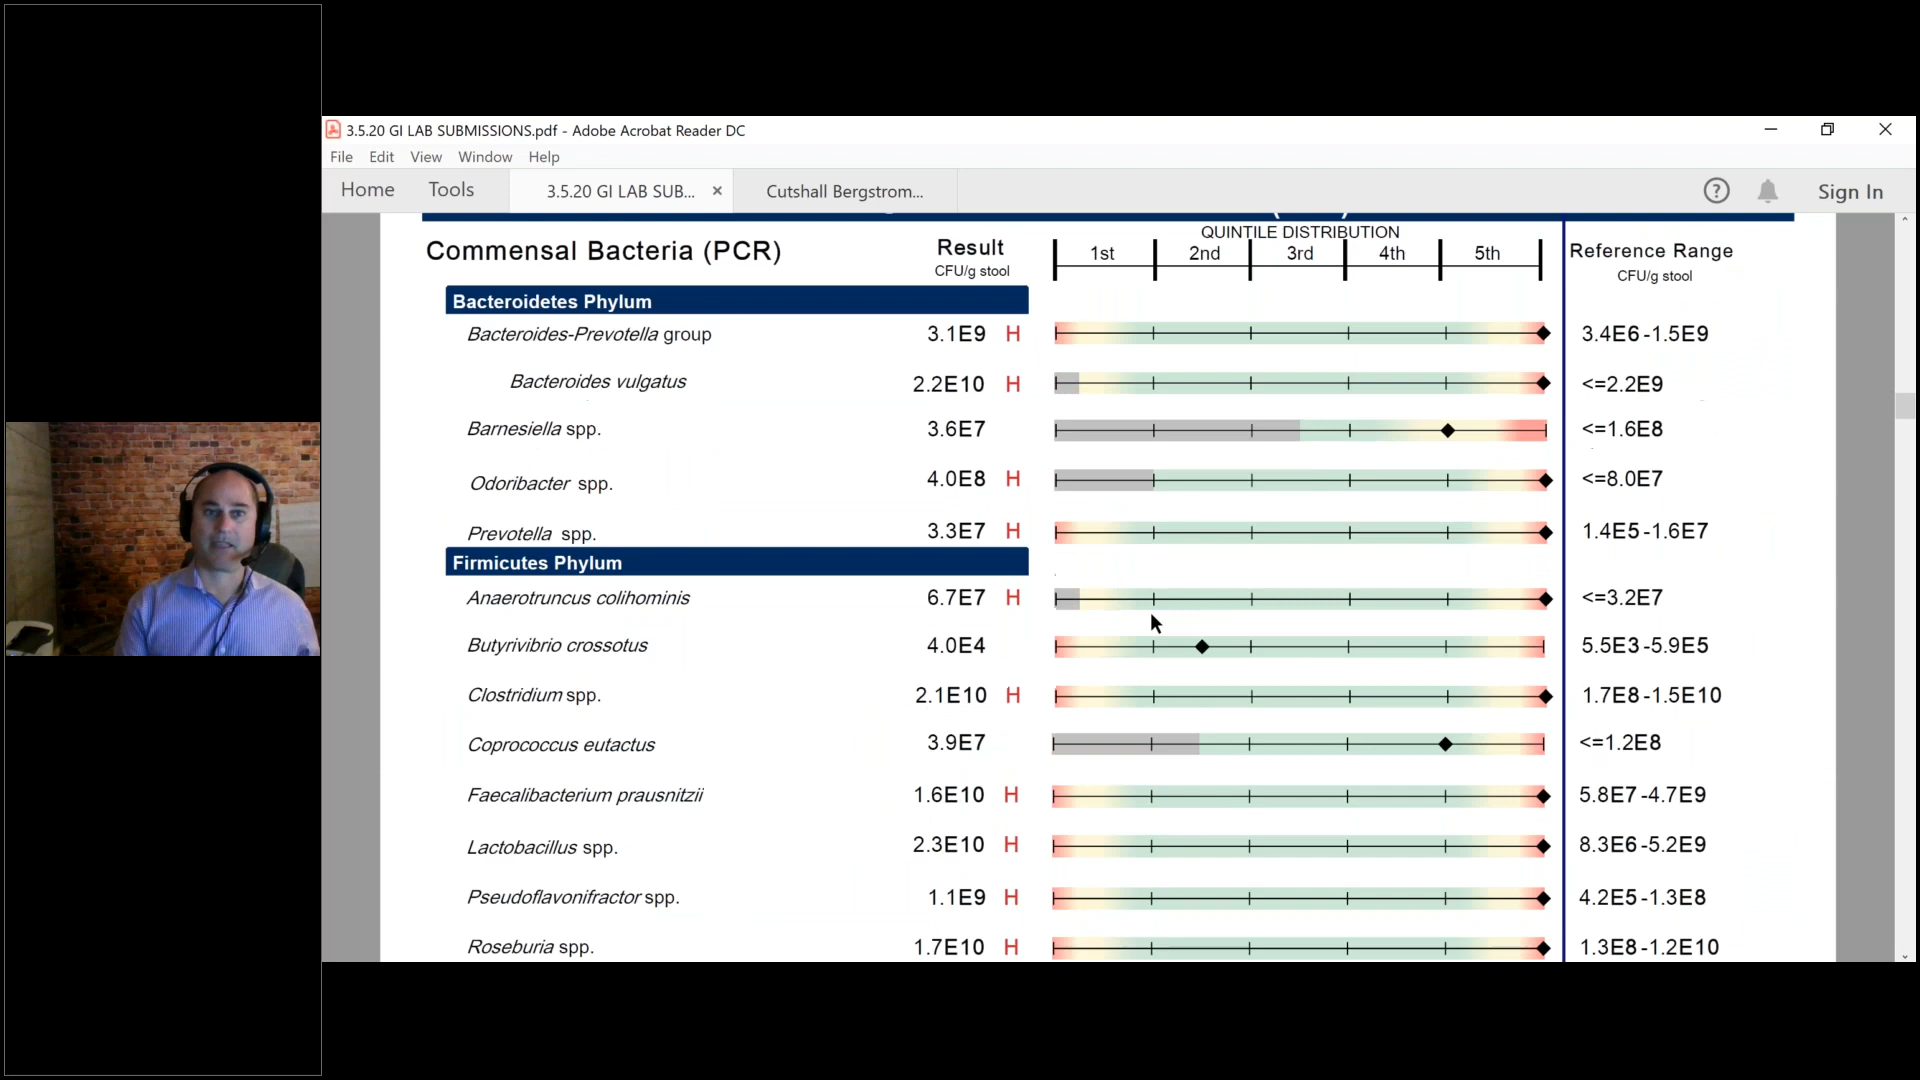 3.5.20 GI LAB SUBMISSIONS.pdf - Adobe Acrobat Reader DC
File Edit View Window Help
Home Tools 3.5.20 GI LAB SUB... × Cutshall Bergstrom... ? Sign In
QUINTILE DISTRIBUTION
Commensal Bacteria (PCR) Result 1st 2nd 3rd 4th 5th Reference Range
CFU/g stool CFU/g stool
Bacteroidetes Phylum
Bacteroides-Prevotella group 3.1E9 H 3.4E6 -1.5E9
Bacteroides vulgatus 2.2E10 H <=2.2E9
Barnesiella spp. 3.6E7 <=1.6E8
Odoribacter spp. 4.0E8 H <=8.0E7
Prevotella spp. 3.3E7 H 1.4E5 -1.6E7
Firmicutes Phylum
Anaerotruncus colihominis 6.7E7 H <=3.2E7
Butyrivibrio crossotus 4.0E4 5.5E3 -5.9E5
Clostridium spp. 2.1E10 H 1.7E8 -1.5E10
Coprococcus eutactus 3.9E7 <=1.2E8
Faecalibacterium prausnitzii 1.6E10 H 5.8E7 -4.7E9
Lactobacillus spp. 2.3E10 H 8.3E6 -5.2E9
Pseudoflavonifractor spp. 1.1E9 H 4.2E5 -1.3E8
Roseburia spp. 1.7E10 H 1.3E8 -1.2E10